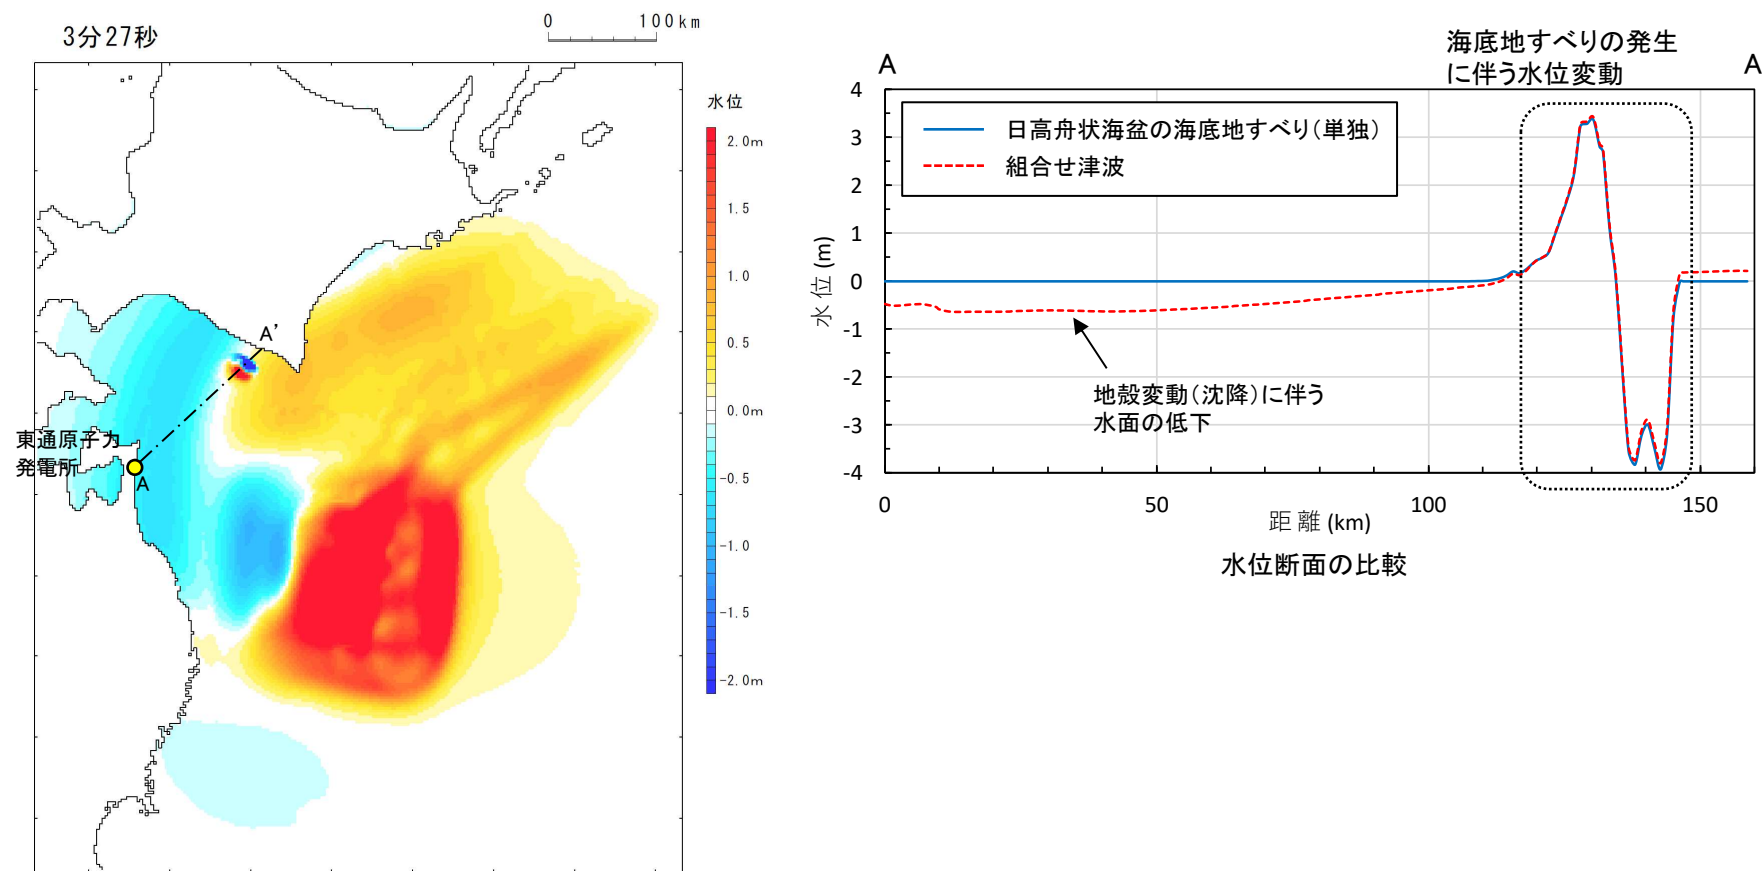 3分27秒
0 100km
水位
2.0m
1.5
1.0
0.5
0.0m
-0.5
-1.0
-1.5
-2.0m
A'
東通原子力
発電所
A
海底地すべりの発生
に伴う水位変動
A
A
日高舟状海盆の海底地すべり(単独)
組合せ津波
水位(m)
4
3
2
1
0
-1
-2
-3
-4
地殻変動(沈降)に伴う
水面の低下
0 50 100 150
距離(km)
水位断面の比較